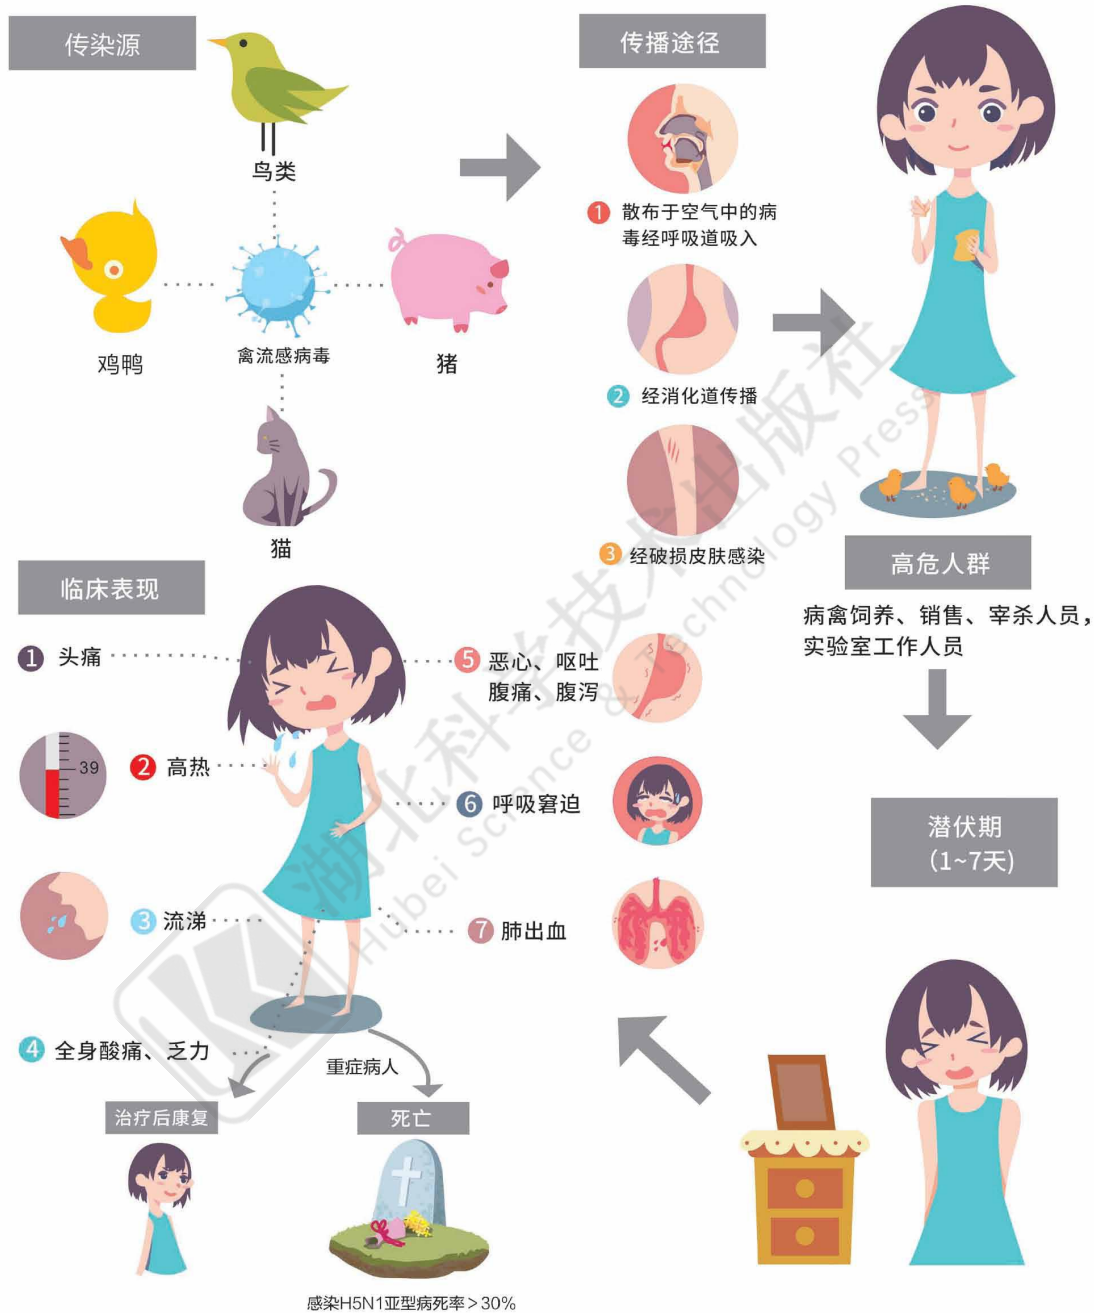 传染源
鸟类
鸡鸭
禽流感病毒
猪
猫
传播途径
1 散布于空气中的病
毒经呼吸道吸入
2 经消化道传播
3 经破损皮肤感染
高危人群
病禽饲养、销售、宰杀人员，
实验室工作人员
潜伏期
（1~7天）
临床表现
1 头痛
39
2 高热
3 流涕
4 全身酸痛、乏力
5 恶心、呕吐
腹痛、腹泻
6 呼吸窘迫
7 肺出血
重症病人
治疗后康复
死亡
感染H5N1亚型病死率＞30%
湖北科学技术出版社
Hubei Science & Technology Press